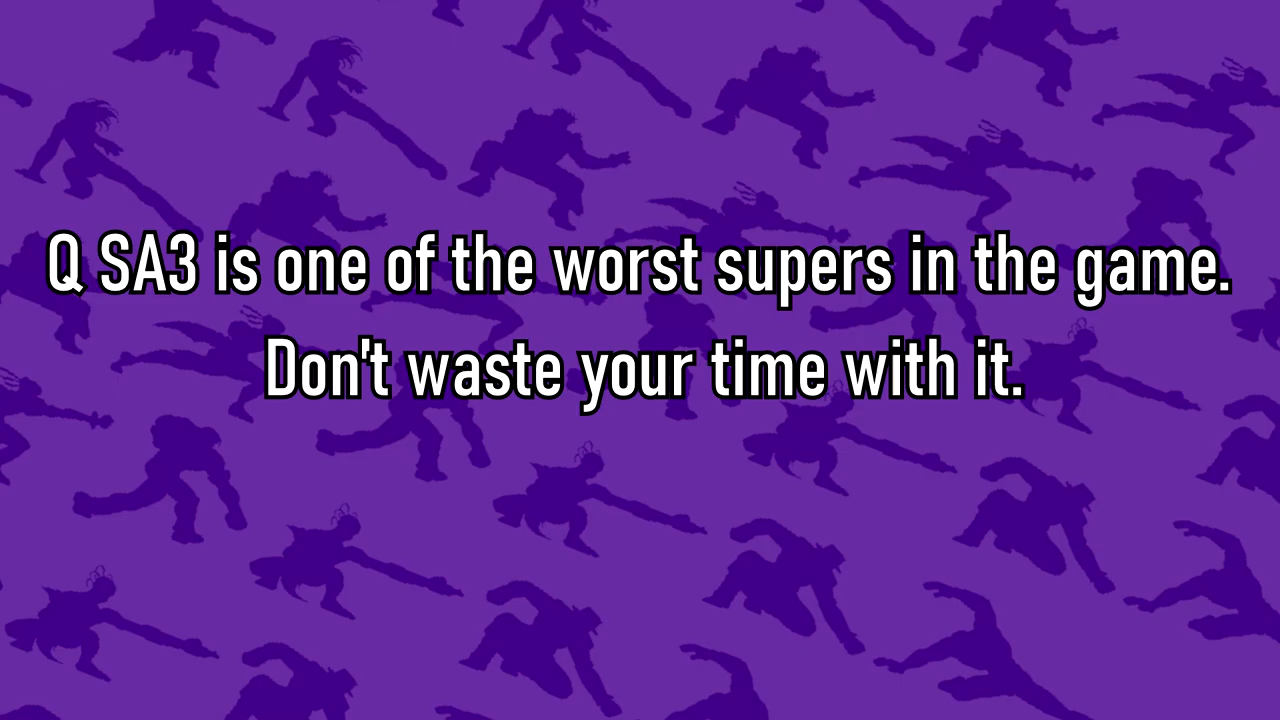 Q SA3 is one of the worst supers in the game.
Don't waste your time with it.